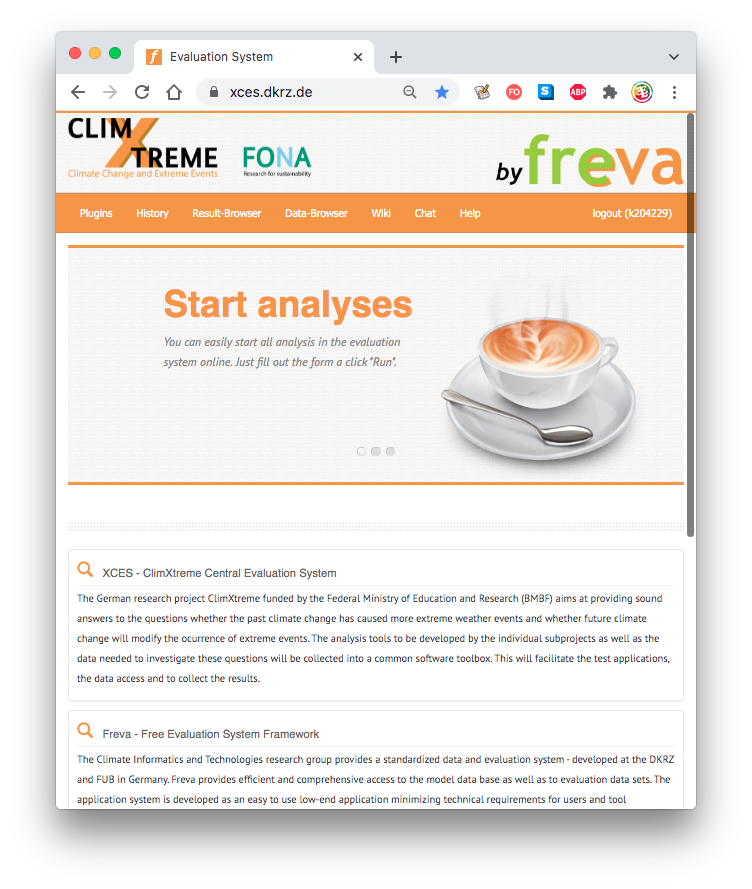 Evaluation System
xces.dkrz.de
FO
S
ABP
CLIM
XTREME
Climate Change and Extreme Events
FONA
Research for sustainability
by freva
Plugins History Result-Browser Data-Browser Wiki Chat Help logout (k204229)
Start analyses
You can easily start all analysis in the evaluation
system online. Just fill out the form a click "Run".
XCES - ClimXtreme Central Evaluation System
The German research project ClimXtreme funded by the Federal Ministry of Education and Research (BMBF) aims at providing sound
answers to the questions whether the past climate change has caused more extreme weather events and whether future climate
change will modify the ocurrence of extreme events. The analysis tools to be developed by the individual subprojects as well as the
data needed to investigate these questions will be collected into a common software toolbox. This will facilitate the test applications,
the data access and to collect the results.
Freva - Free Evaluation System Framework
The Climate Informatics and Technologies research group provides a standardized data and evaluation system - developed at the DKRZ
and FUB in Germany. Freva provides efficient and comprehensive access to the model data base as well as to evaluation data sets. The
application system is developed as an easy to use low-end application minimizing technical requirements for users and tool